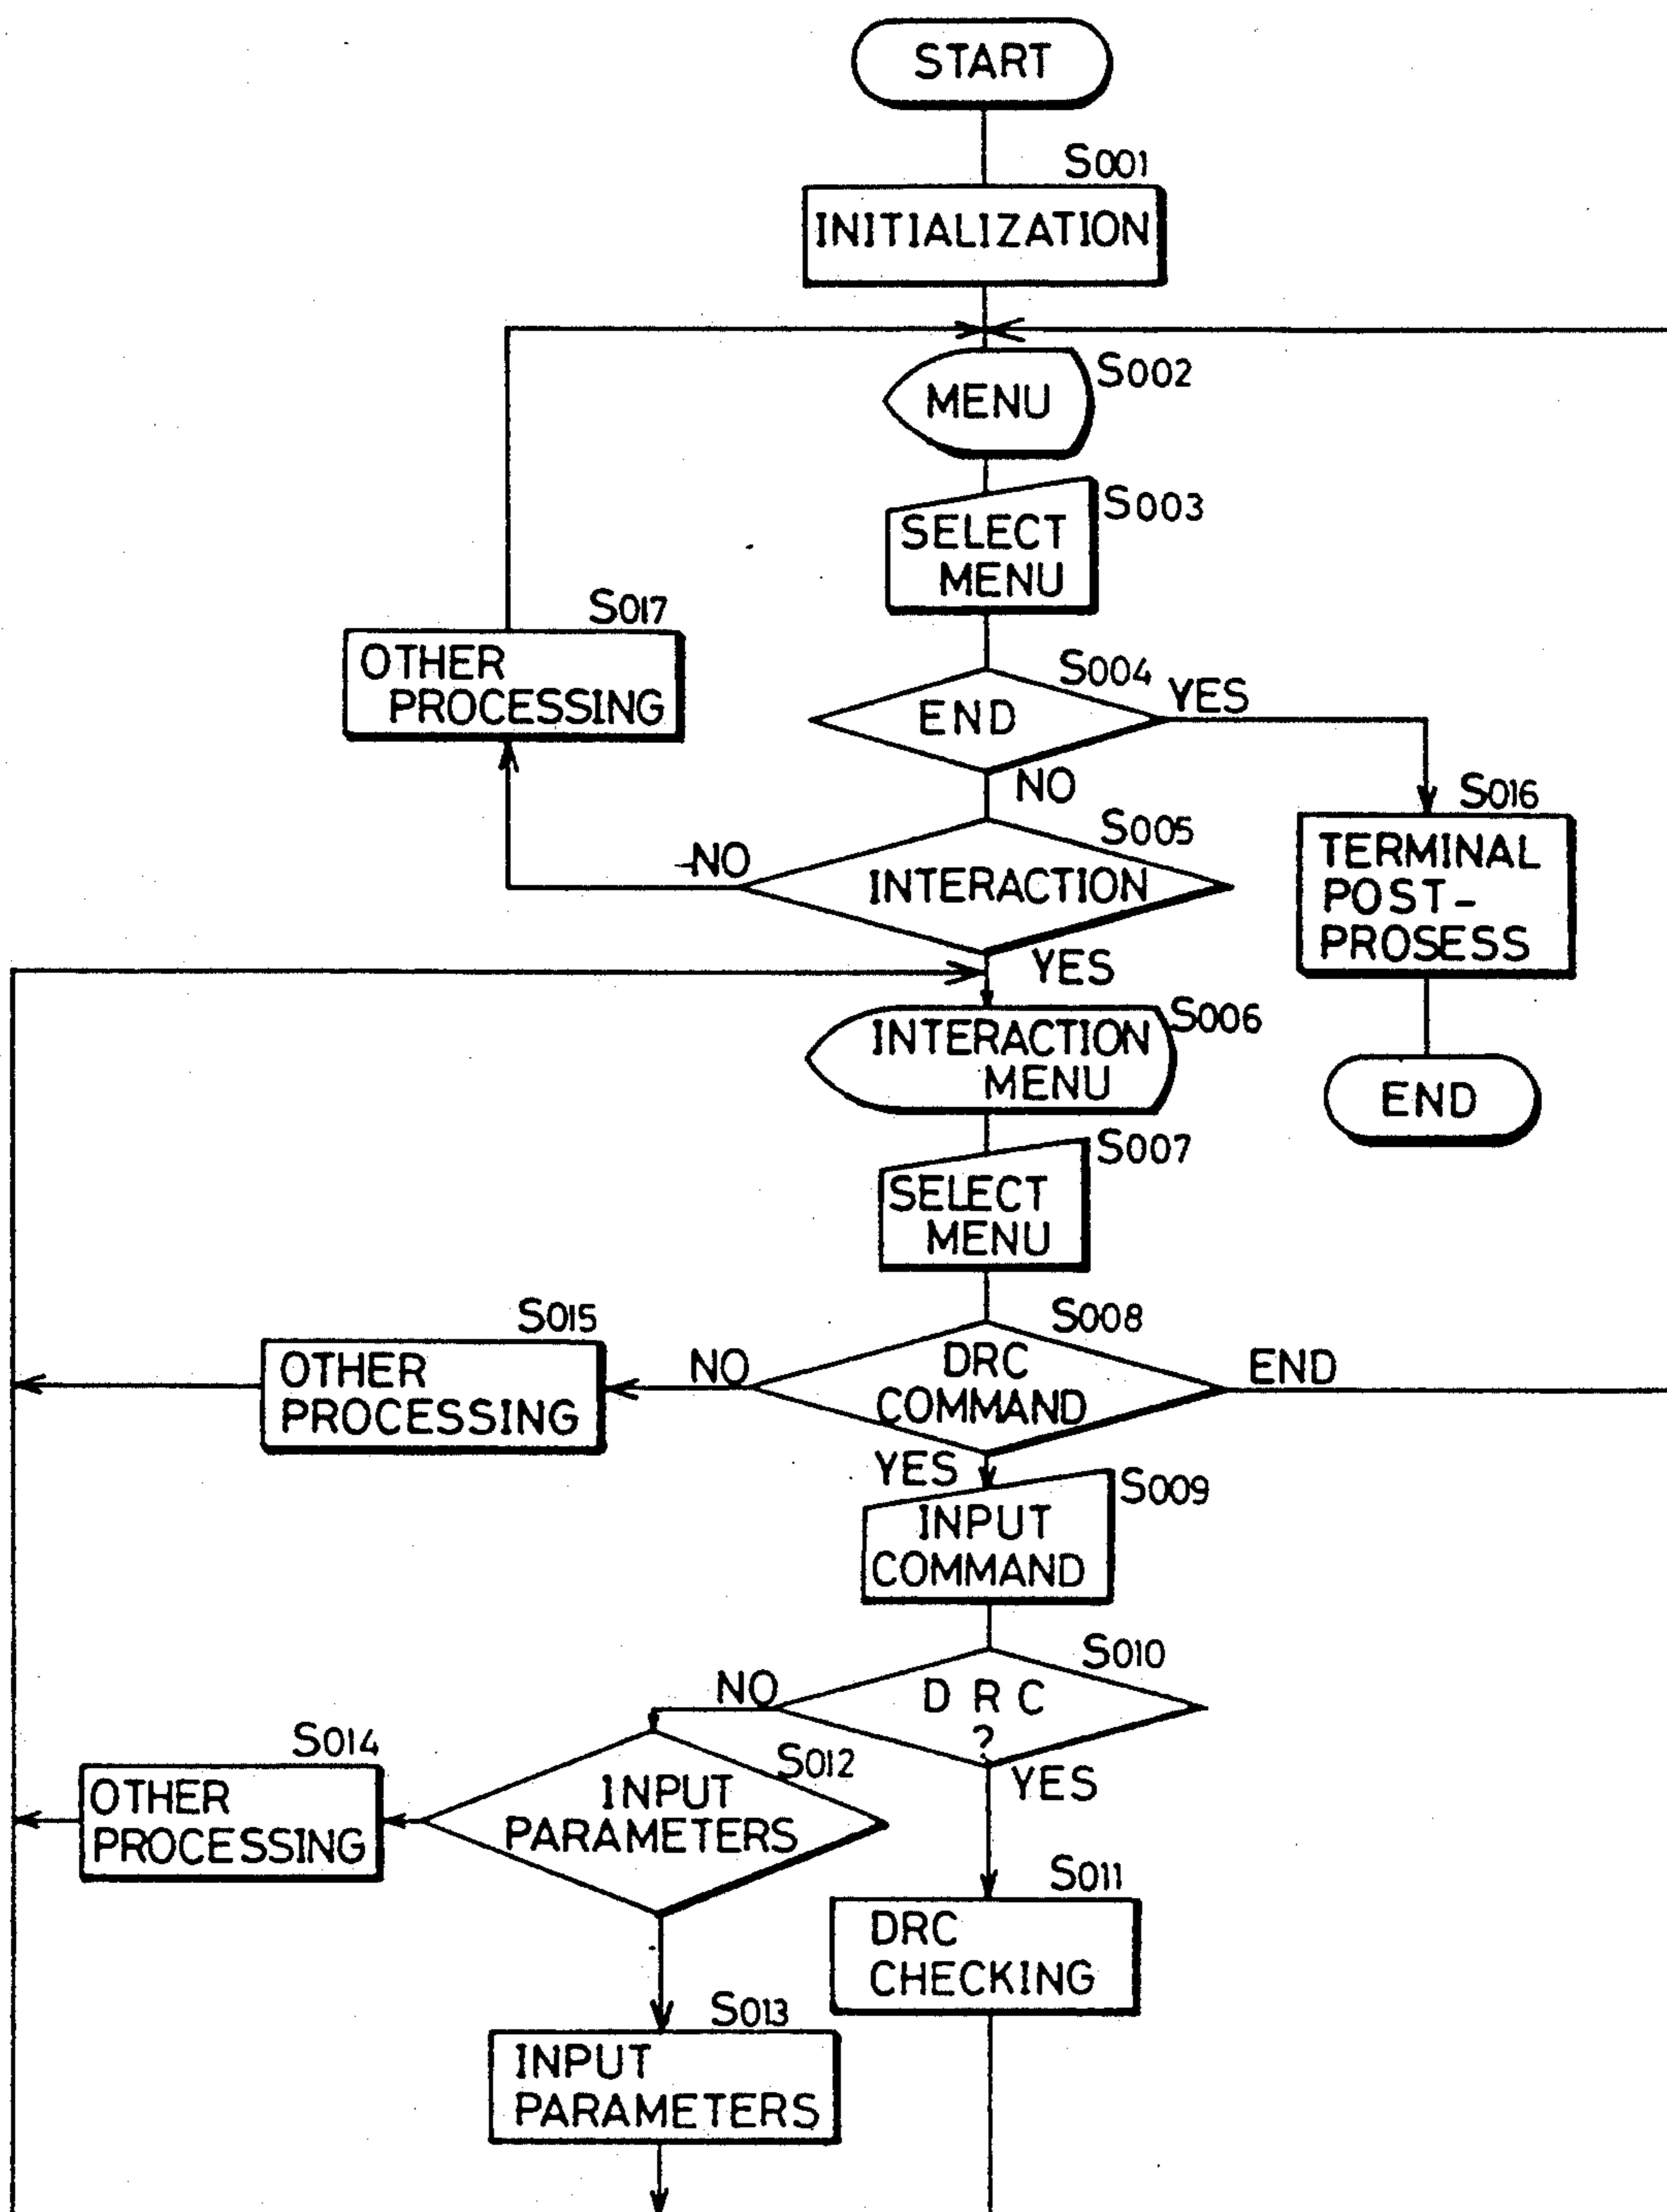 START
S001
INITIALIZATION
S002
MENU
S003
SELECT
MENU
S017
OTHER
PROCESSING
S004
END
YES
NO
S016
TERMINAL
POST-
PROSESS
S005
NO
INTERACTION
YES
S006
INTERACTION
MENU
END
S007
SELECT
MENU
S015
OTHER
PROCESSING
S008
NO
DRC
COMMAND
END
YES
S009
INPUT
COMMAND
S010
NO
D R C
?
YES
S014
OTHER
PROCESSING
S012
INPUT
PARAMETERS
S011
DRC
CHECKING
S013
INPUT
PARAMETERS